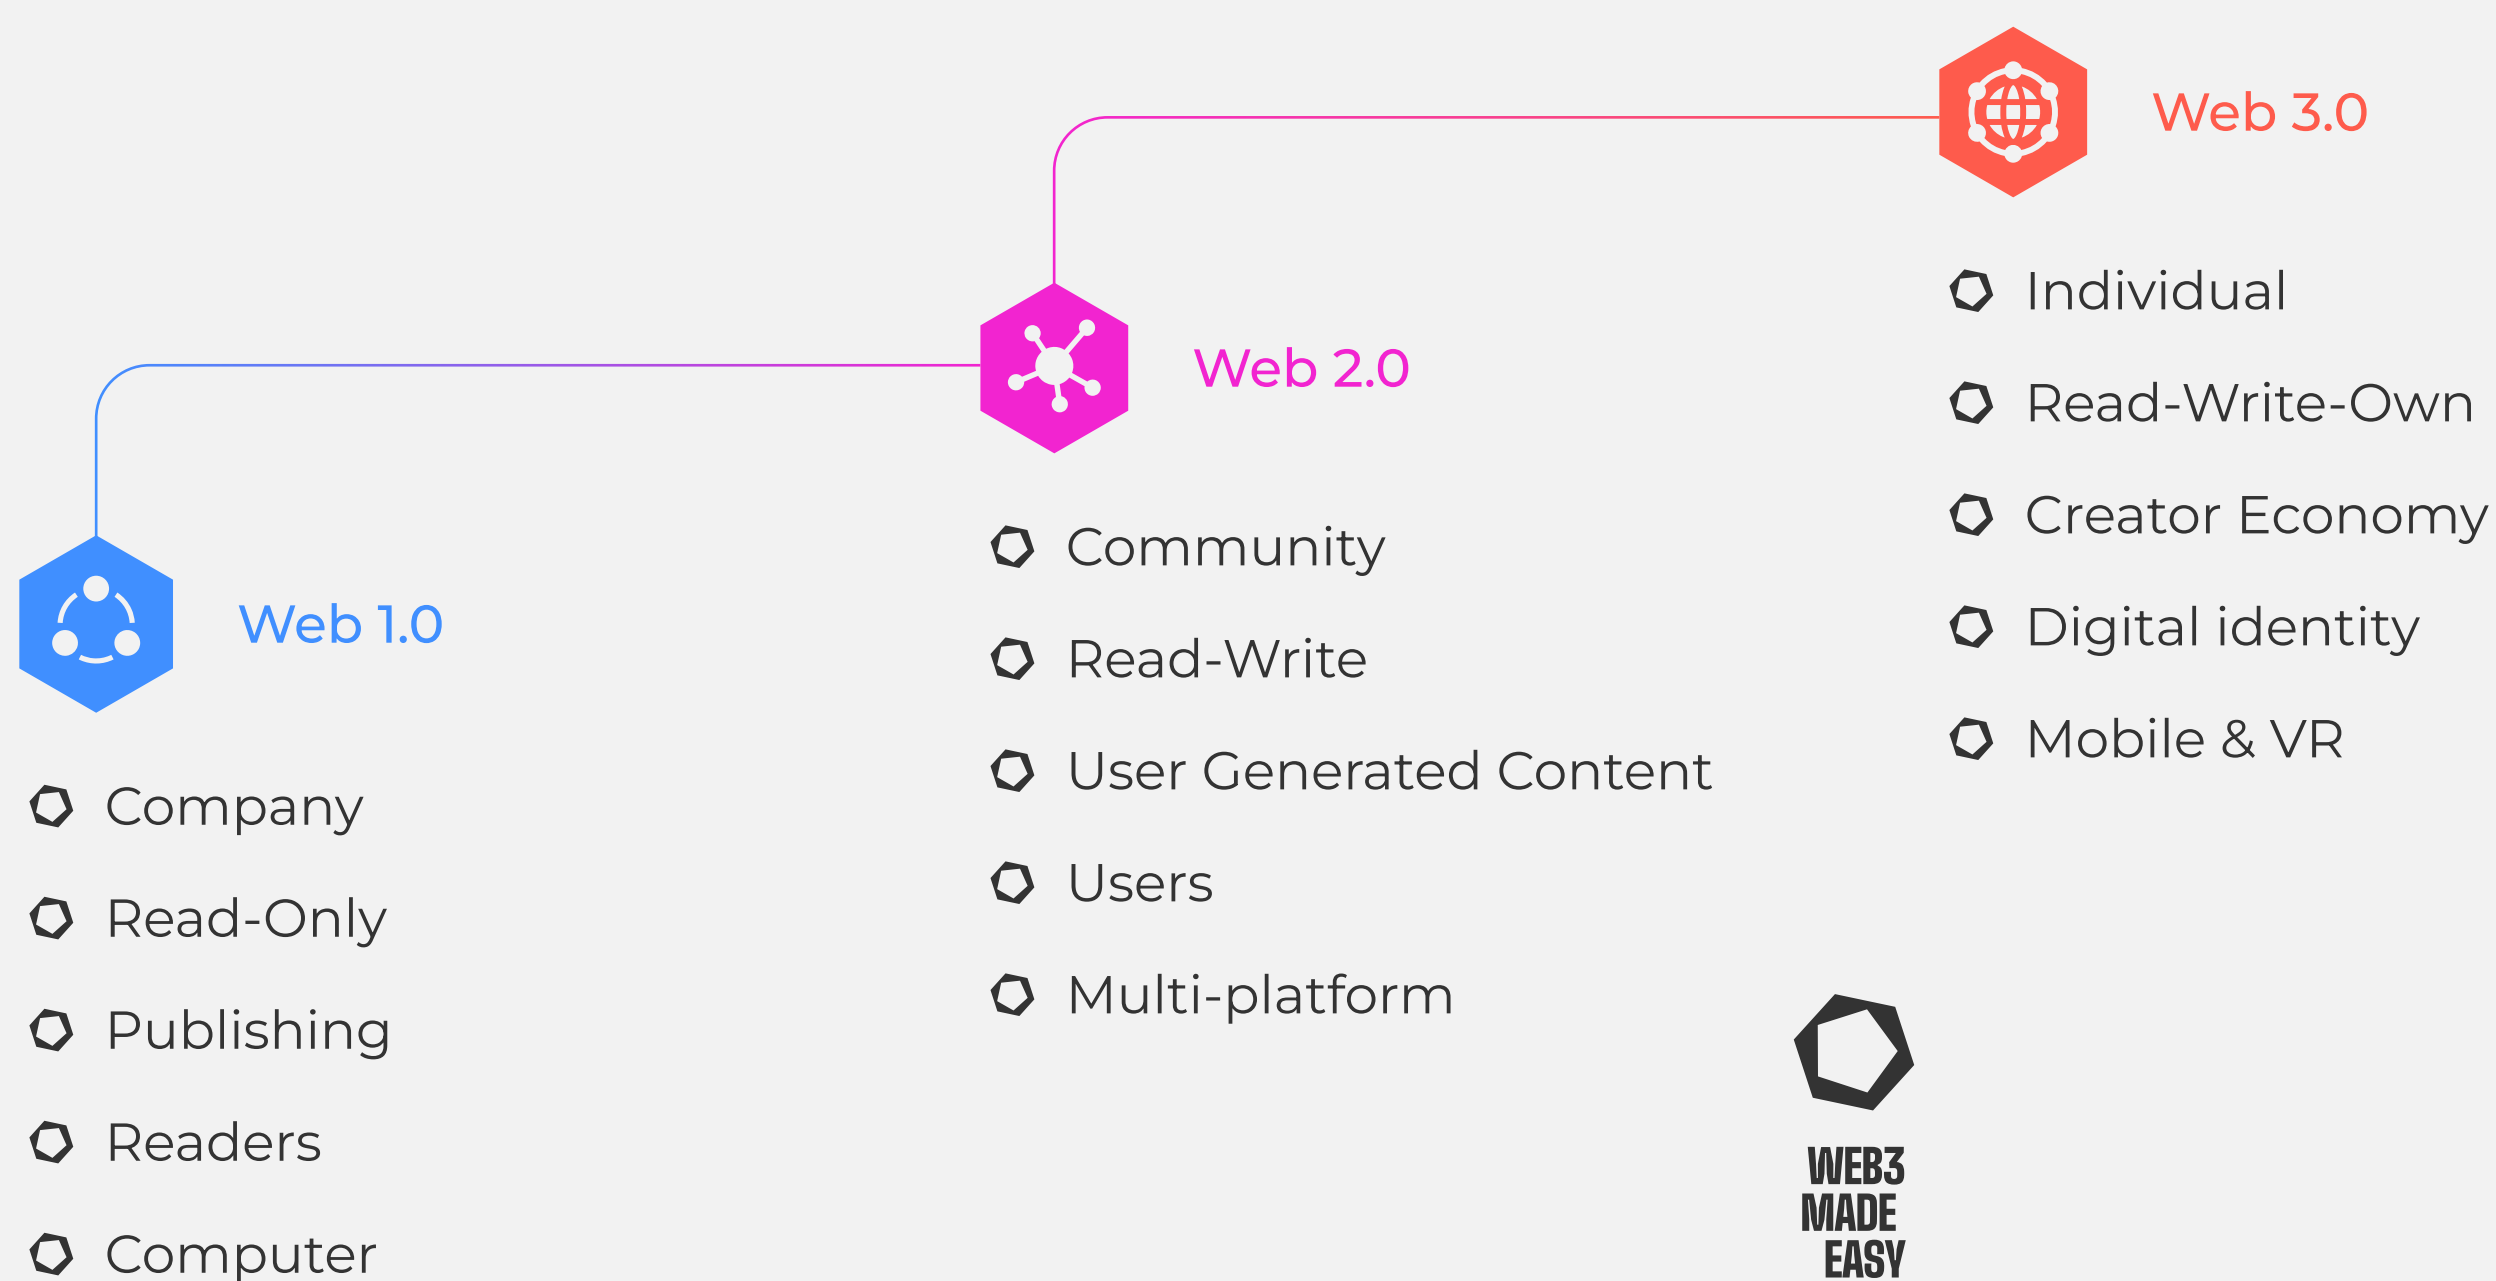 Web 1.0
Company
Read-Only
Publishing
Readers
Computer
Web 2.0
Community
Read-Write
User Generated Content
Users
Multi-platform
Web 3.0
Individual
Read-Write-Own
Creator Economy
Digital identity
Mobile & VR
WEB3
MADE
EASY